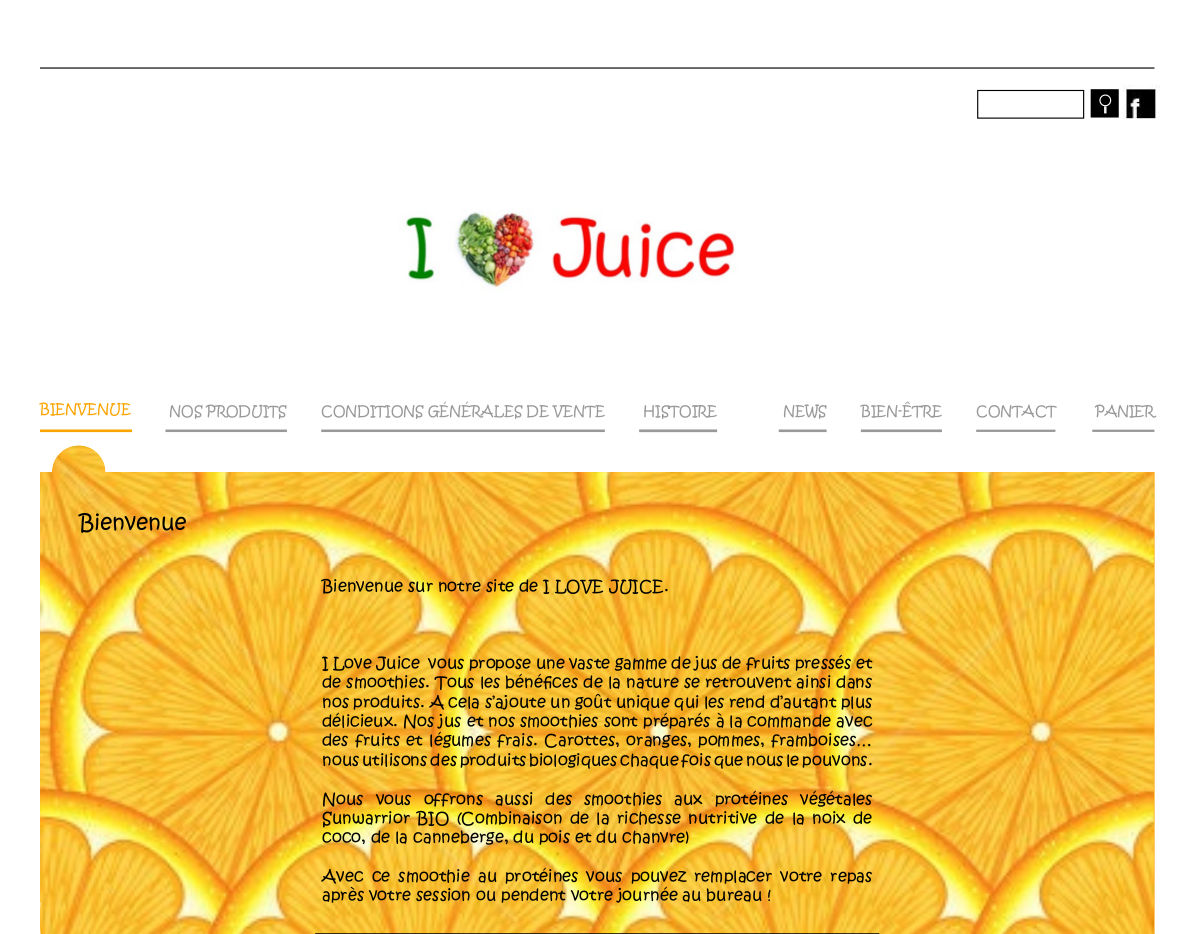 I Juice
BIENVENUE NOS PRODUITS CONDITIONS GÉNÉRALES DE VENTE HISTOIRE NEWS BIEN-ÊTRE CONTACT PANIER
Bienvenue
Bienvenue sur notre site de I LOVE JUICE.
I Love Juice vous propose une vaste gamme de jus de fruits pressés et
de smoothies. Tous les bénéfices de la nature se retrouvent ainsi dans
nos produits. A cela s'ajoute un goût unique qui les rend d'autant plus
délicieux. Nos jus et nos smoothies sont préparés à la commande avec
des fruits et légumes frais. Carottes, oranges, pommes, framboises...
nous utilisons des produits biologiques chaque fois que nous le pouvons.
Nous vous offrons aussi des smoothies aux protéines végétales
Sunwarrior BIO (Combinaison de la richesse nutritive de la noix de
coco, de la canneberge, du pois et du chanvre)
Avec ce smoothie au protéines vous pouvez remplacer votre repas
après votre session ou pendent votre journée au bureau !